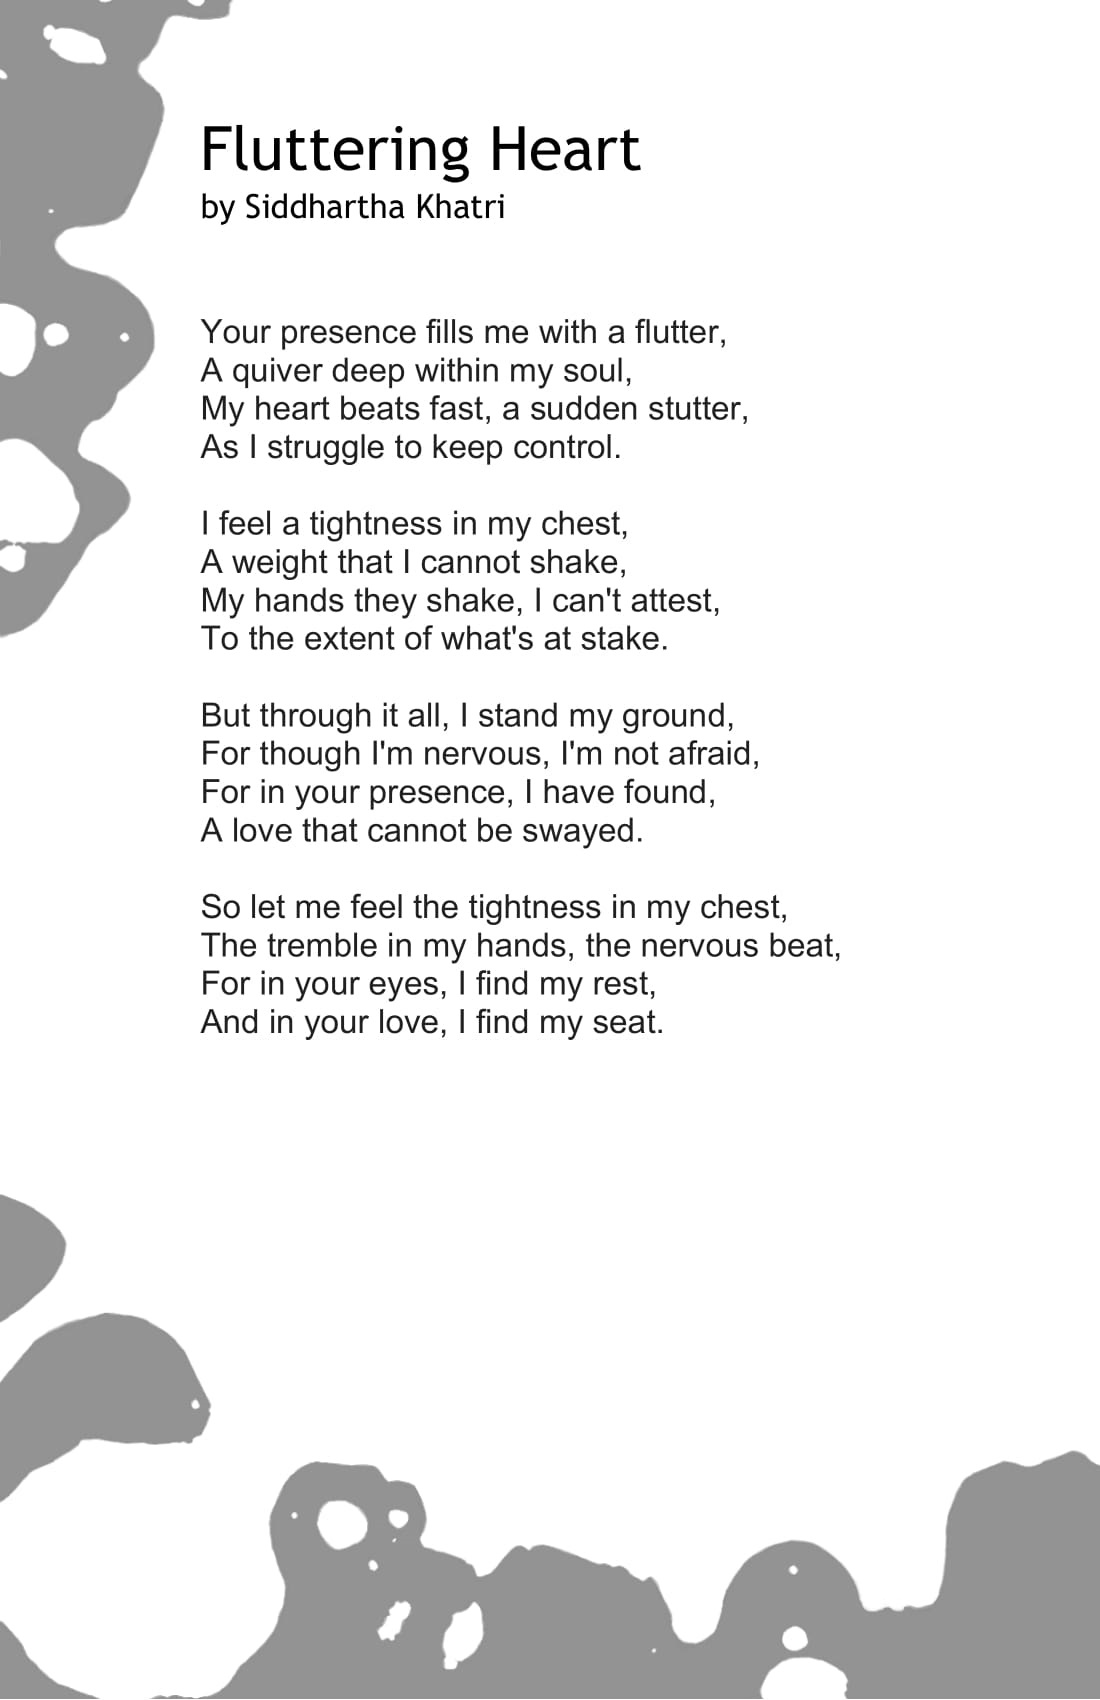 Fluttering Heart
by Siddhartha Khatri
Your presence fills me with a flutter,
A quiver deep within my soul,
My heart beats fast, a sudden stutter,
As I struggle to keep control.
I feel a tightness in my chest,
A weight that I cannot shake,
My hands they shake, I can't attest,
To the extent of what's at stake.
But through it all, I stand my ground,
For though I'm nervous, I'm not afraid,
For in your presence, I have found,
A love that cannot be swayed.
So let me feel the tightness in my chest,
The tremble in my hands, the nervous beat,
For in your eyes, I find my rest,
And in your love, I find my seat.